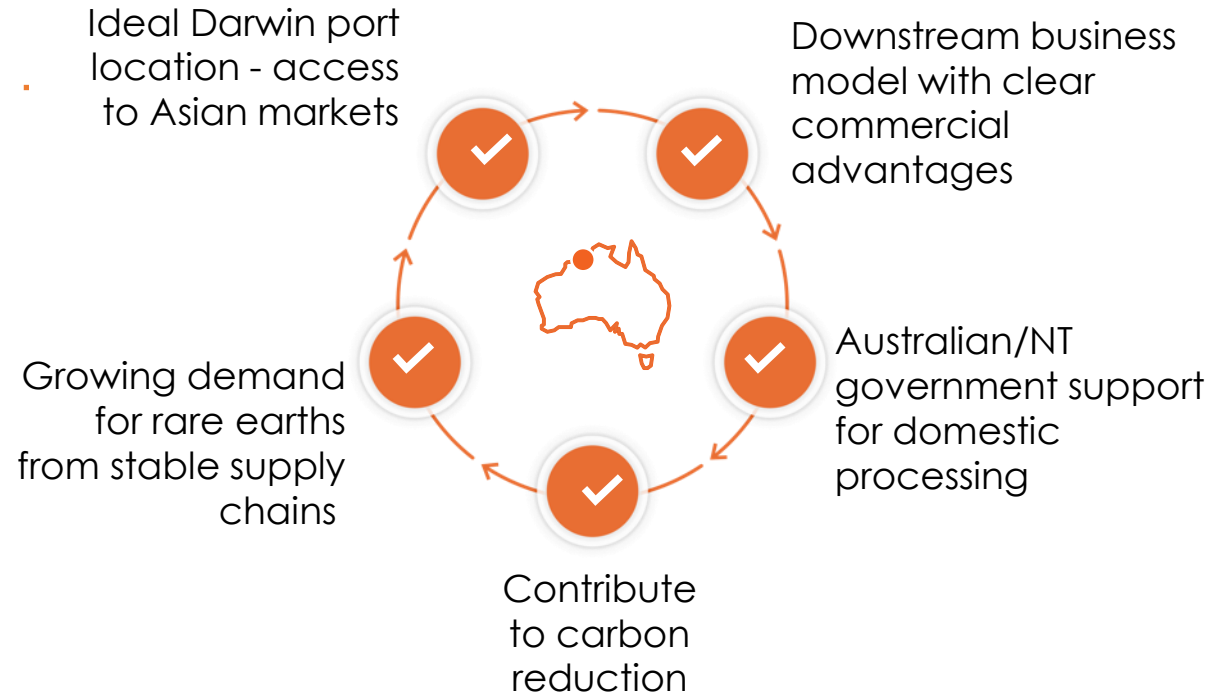 Ideal Darwin port
location - access
to Asian markets
Downstream business
model with clear
commercial
advantages
Australian/NT
government support
for domestic
processing
Contribute
to carbon
reduction
Growing demand
for rare earths
from stable supply
chains